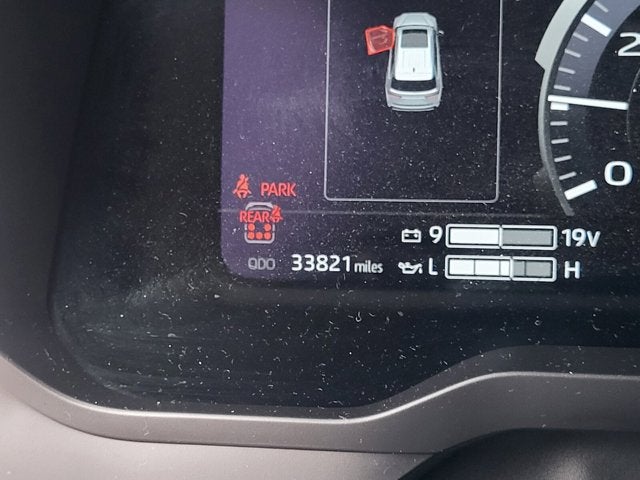 2
0
PARK
REAR
9 19V
ODO 33821 miles
L H